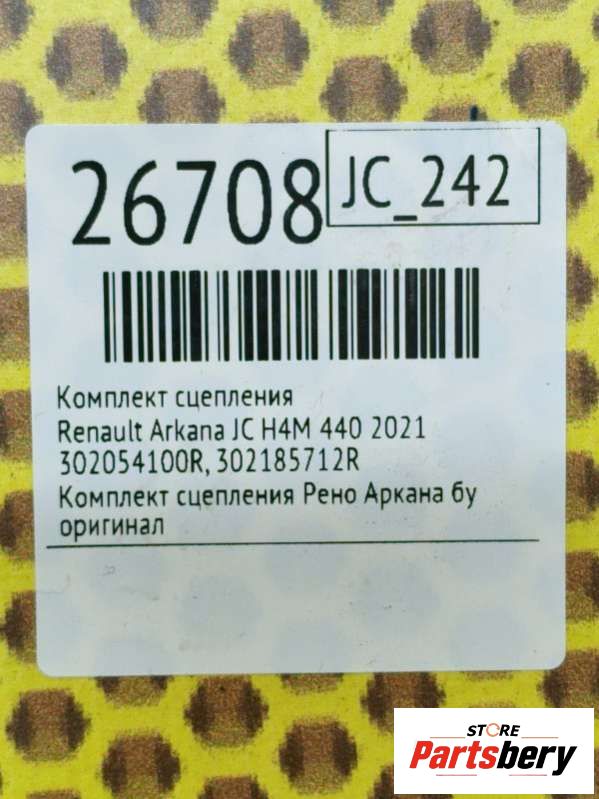 26708
JC_242
Комплект сцепления
Renault Arkana JC H4M 440 2021
302054100R, 302185712R
Комплект сцепления Рено Аркана бу
оригинал
STORE
Partsbery